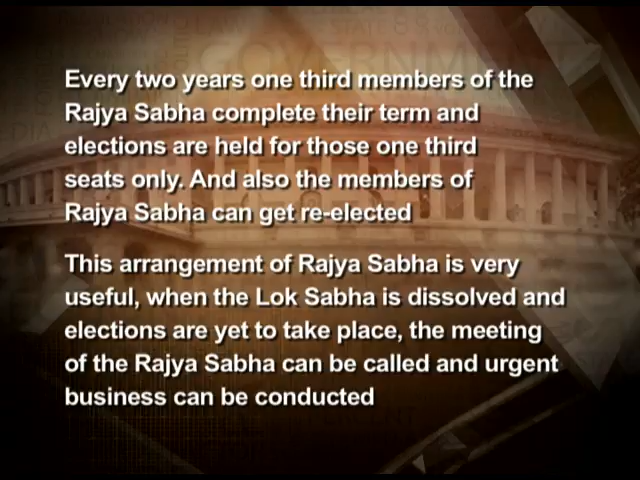 GOVERNMENT
Every two years one third members of the
Rajya Sabha complete their term and
elections are held for those one third
seats only. And also the members of
Rajya Sabha can get re-elected
This arrangement of Rajya Sabha is very
useful, when the Lok Sabha is dissolved and
elections are yet to take place, the meeting
of the Rajya Sabha can be called and urgent
business can be conducted